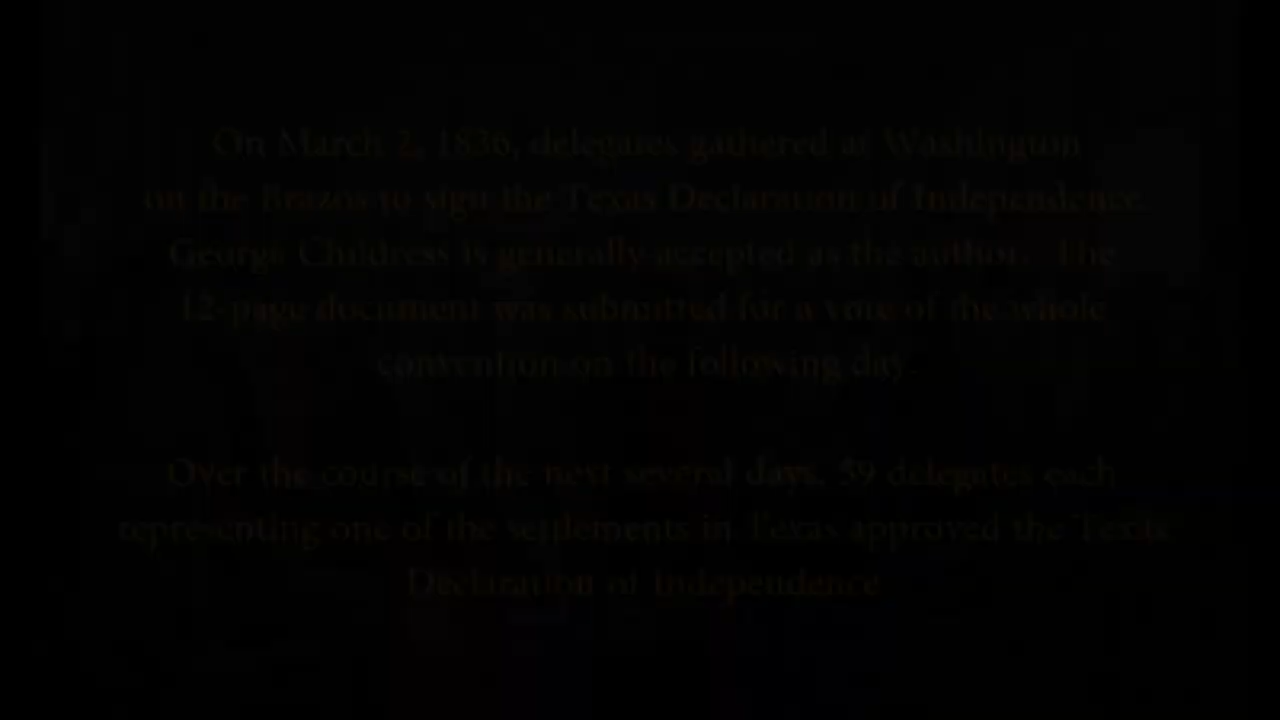 On March 2, 1836, delegates gathered at Washington
on the Brazos to sign the Texas Declaration of Independence.
George Childress is generally accepted as the author. The
12-page document was submitted for a vote of the whole
convention on the following day.
Over the course of the next several days, 59 delegates each
representing one of the settlements in Texas approved the Texas
Declaration of Independence